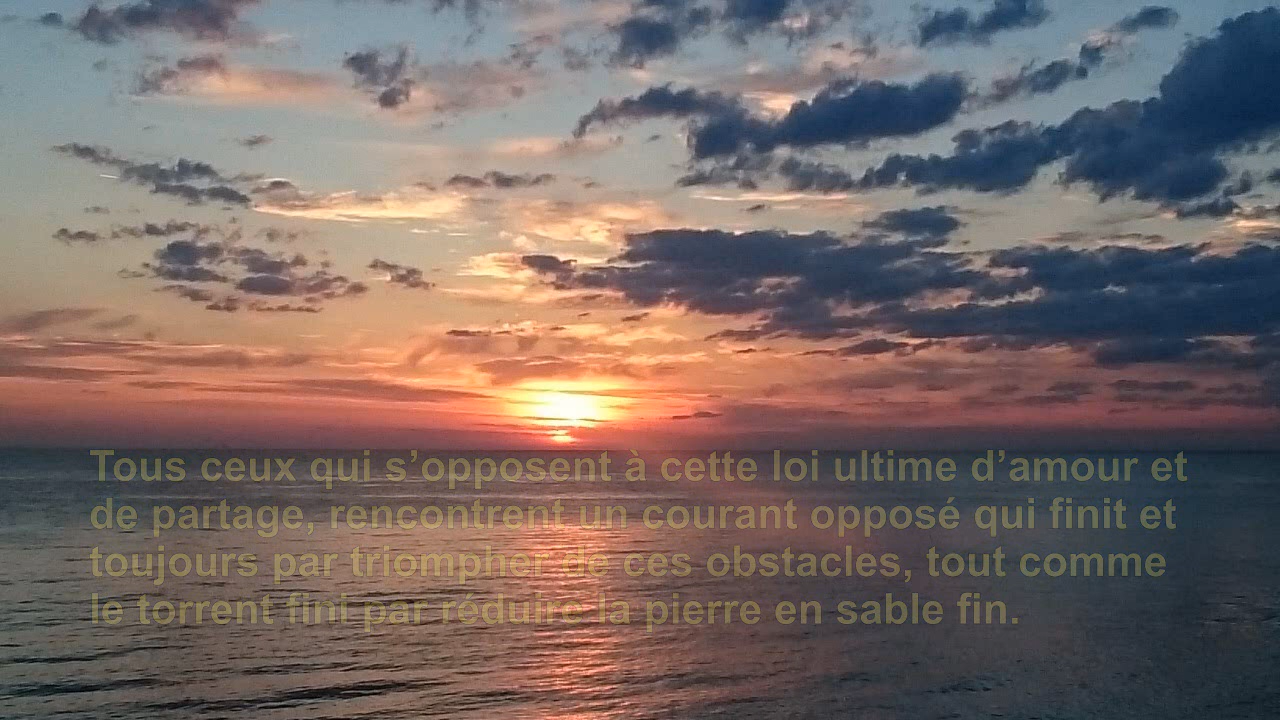 Tous ceux qui s’opposent à cette loi ultime d’amour et
de partage, rencontrent un courant opposé qui finit et
toujours par triompher de ces obstacles, tout comme
le torrent fini par réduire la pierre en sable fin.